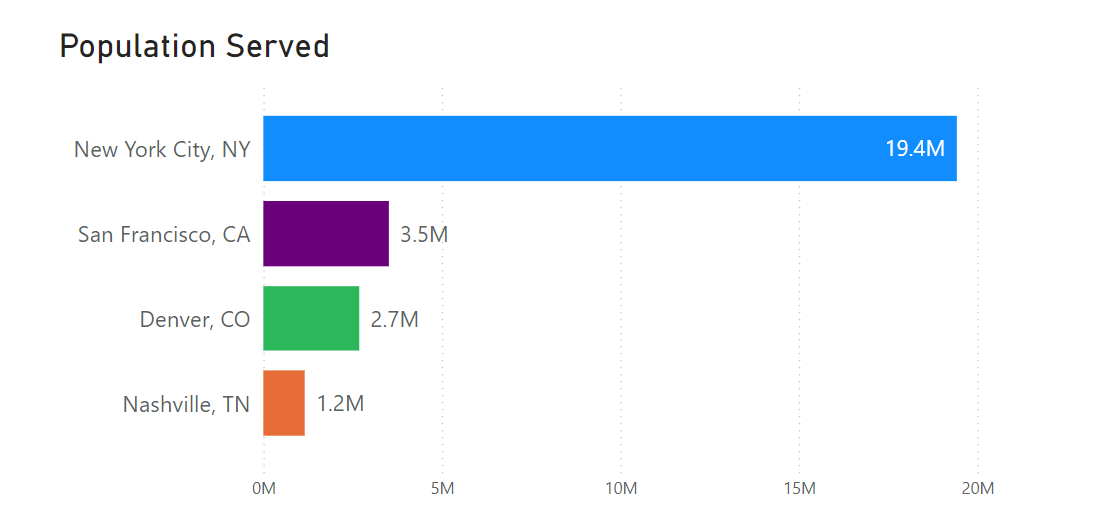 Population Served
New York City, NY 19.4M
San Francisco, CA 3.5M
Denver, CO 2.7M
Nashville, TN 1.2M
0M 5M 10M 15M 20M